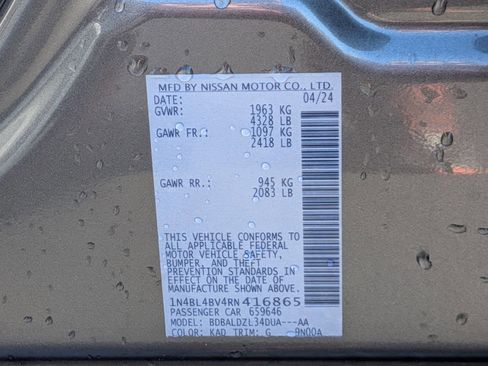 MFD BY NISSAN MOTOR CO., LTD.
DATE: 04/24
GVWR: 1963 KG
4328 LB
GAWR FR.: 1097 KG
2418 LB
GAWR RR.: 945 KG
2083 LB
THIS VEHICLE CONFORMS TO
ALL APPLICABLE FEDERAL
MOTOR VEHICLE SAFETY,
BUMPER, AND THEFT
PREVENTION STANDARDS IN
EFFECT ON THE DATE OF
MANUFACTURE SHOWN ABOVE.
1N4BL4BV4RN416865
PASSENGER CAR 659646
MODEL: BDBALDZL34DUA---AA
COLOR: KAD TRIM: G 9N00A